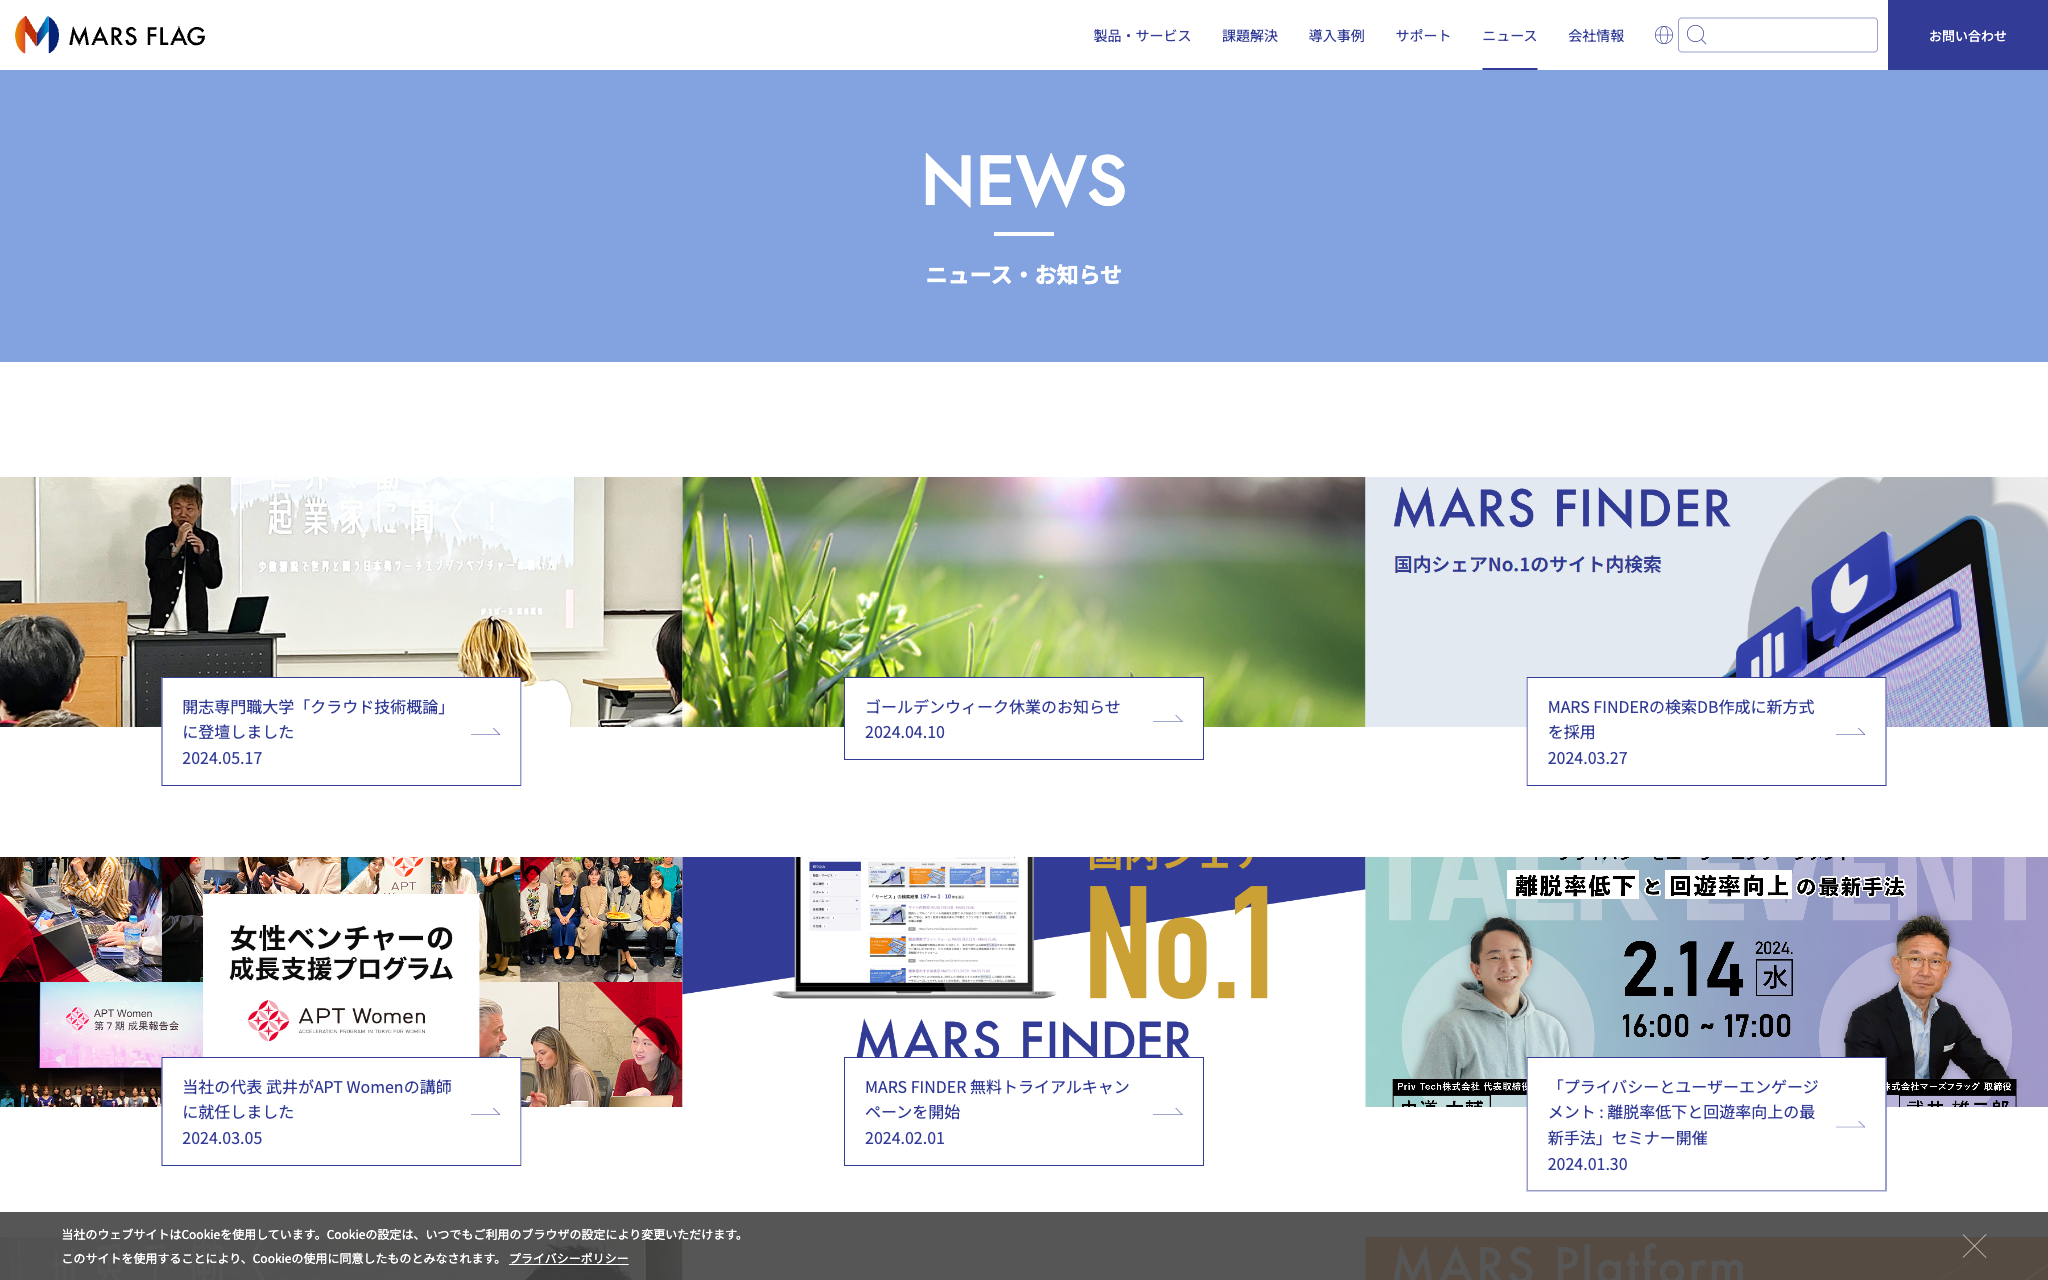 MARS FLAG
製品・サービス
課題解決
導入事例
サポート
ニュース
会社情報
お問い合わせ
NEWS
ニュース・お知らせ
起業家に聞く！
開志専門職大学「クラウド技術概論」
に登壇しました
2024.05.17
ゴールデンウィーク休業のお知らせ
2024.04.10
MARS FINDER
国内シェアNo.1のサイト内検索
MARS FINDERの検索DB作成に新方式
を採用
2024.03.27
APT
女性ベンチャーの
成長支援プログラム
APT Women
ACCELERATION PROGRAM IN TOKYO FOR WOMEN
APT Women
第7期 成果報告会
当社の代表 武井がAPT Womenの講師
に就任しました
2024.03.05
国内シェア
No.1
MARS FINDER
MARS FINDER 無料トライアルキャン
ペーンを開始
2024.02.01
TALK EVENT
離脱率低下と回遊率向上の最新手法
2.14
2024.
水
16:00 ~ 17:00
Priv Tech株式会社 代表取締役
株式会社マーズフラッグ 取締役
「プライバシーとユーザーエンゲージ
メント : 離脱率低下と回遊率向上の最
新手法」セミナー開催
2024.01.30
当社のウェブサイトはCookieを使用しています。Cookieの設定は、いつでもご利用のブラウザの設定により変更いただけます。
このサイトを使用することにより、Cookieの使用に同意したものとみなされます。 プライバシーポリシー
MARS Platform